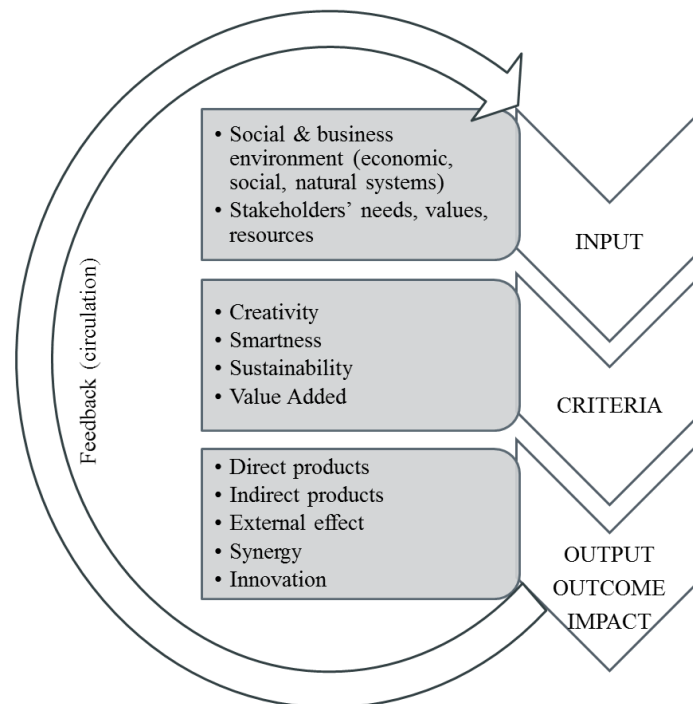 • Social & business
environment (economic,
social, natural systems)
• Stakeholders’ needs, values,
resources
INPUT
Feedback (circulation)
• Creativity
• Smartness
• Sustainability
• Value Added
CRITERIA
• Direct products
• Indirect products
• External effect
• Synergy
• Innovation
OUTPUT
OUTCOME
IMPACT